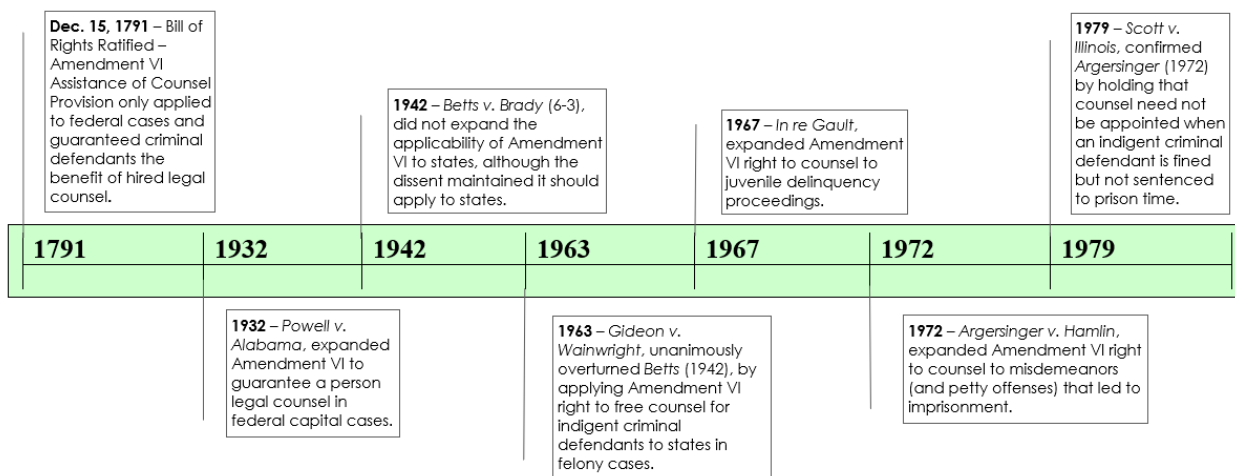 Dec. 15, 1791 – Bill of
Rights Ratified –
Amendment VI
Assistance of Counsel
Provision only applied
to federal cases and
guaranteed criminal
defendants the
benefit of hired legal
counsel.
1942 – Betts v. Brady (6-3),
did not expand the
applicability of Amendment
VI to states, although the
dissent maintained it should
apply to states.
1967 – In re Gault,
expanded Amendment
VI right to counsel to
juvenile delinquency
proceedings.
1979 – Scott v.
Illinois, confirmed
Argersinger (1972)
by holding that
counsel need not
be appointed when
an indigent criminal
defendant is fined
but not sentenced
to prison time.
1791 1932 1942 1963 1967 1972 1979
1932 – Powell v.
Alabama, expanded
Amendment VI to
guarantee a person
legal counsel in
federal capital cases.
1963 – Gideon v.
Wainwright, unanimously
overturned Betts (1942), by
applying Amendment VI
right to free counsel for
indigent criminal
defendants to states in
felony cases.
1972 – Argersinger v. Hamlin,
expanded Amendment VI right
to counsel to misdemeanors
(and petty offenses) that led to
imprisonment.